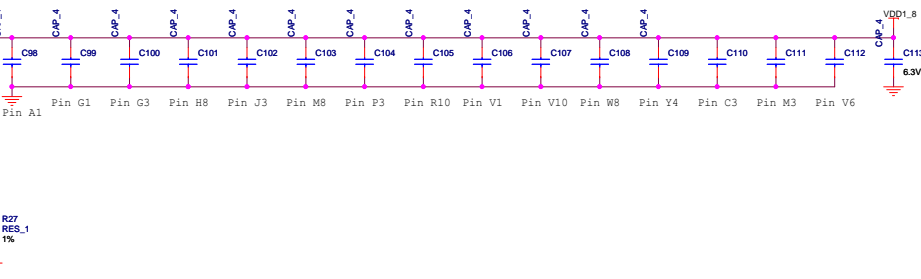 CAP_4 CAP_4 CAP_4 CAP_4 CAP_4 CAP_4 CAP_4 CAP_4 CAP_4 CAP_4 CAP_4 CAP_4
VDD1_8
C98 C99 C100 C101 C102 C103 C104 C105 C106 C107 C108 C109 C110 C111 C112 C113
6.3V
Pin A1 Pin G1 Pin G3 Pin H8 Pin J3 Pin M8 Pin P3 Pin R10 Pin V1 Pin V10 Pin W8 Pin Y4 Pin C3 Pin M3 Pin V6
R27
RES_1
1%